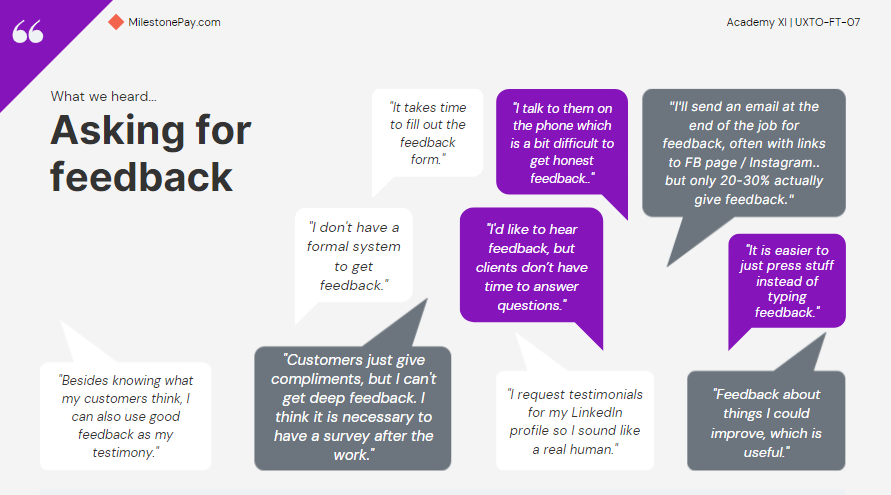 “
MilestonePay.com
Academy XI | UXTO-FT-07
What we heard...
Asking for
feedback
"It takes time
to fill out the
feedback
form."
"I talk to them on
the phone which
is a bit difficult to
get honest
feedback.."
"I'll send an email at the
end of the job for
feedback, often with links
to FB page / Instagram..
but only 20-30% actually
give feedback."
"I don't have a
formal system
to get
feedback."
"I'd like to hear
feedback, but
clients don’t have
time to answer
questions."
"It is easier to
just press stuff
instead of
typing
feedback."
"Besides knowing what
my customers think, I
can also use good
feedback as my
testimony."
"Customers just give
compliments, but I can't
get deep feedback. I
think it is necessary to
have a survey after the
work."
"I request testimonials
for my LinkedIn
profile so I sound like
a real human."
"Feedback about
things I could
improve, which is
useful."